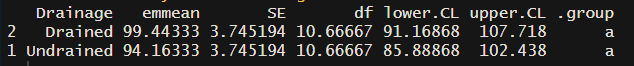 Drainage emmean SE df lower.CL upper.CL .group
2 Drained 99.44333 3.745194 10.66667 91.16868 107.718 a
1 Undrained 94.16333 3.745194 10.66667 85.88868 102.438 a